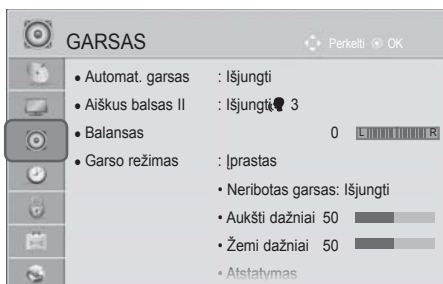 GARSAS
Perkelti OK
• Automat. garsas : Išjungti
• Aiškus balsas II : Išjungti 3
• Balansas 0 L R
• Garso režimas : Įprastas
• Neribotas garsas: Išjungti
• Aukšti dažniai 50
• Žemi dažniai 50
• Atstatymas